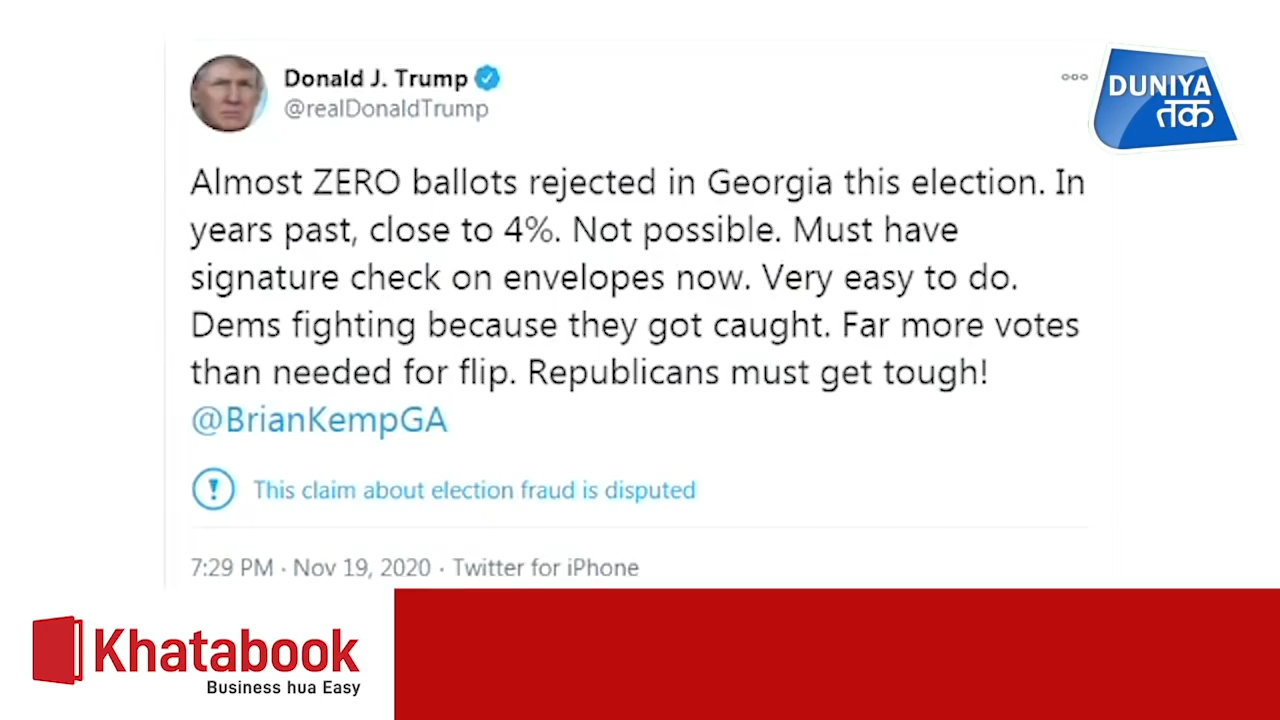 Donald J. Trump
@realDonaldTrump
DUNIYA
तक
Almost ZERO ballots rejected in Georgia this election. In
years past, close to 4%. Not possible. Must have
signature check on envelopes now. Very easy to do.
Dems fighting because they got caught. Far more votes
than needed for flip. Republicans must get tough!
@BrianKempGA
This claim about election fraud is disputed
7:29 PM · Nov 19, 2020 · Twitter for iPhone
Khatabook
Business hua Easy